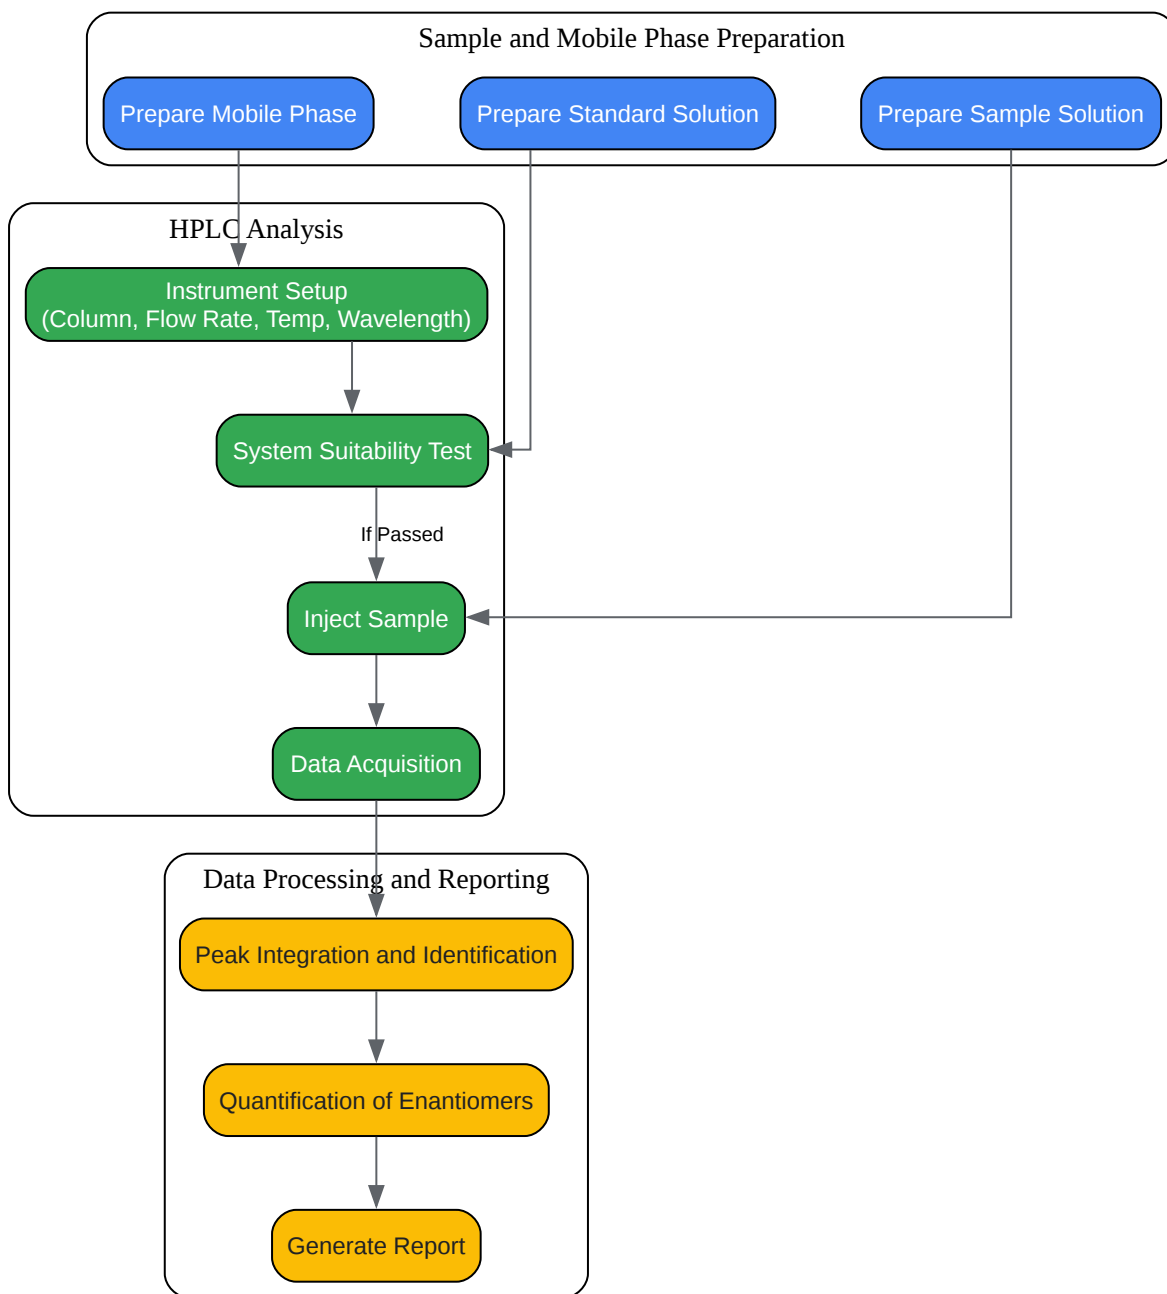 Sample and Mobile Phase Preparation
Prepare Mobile Phase
Prepare Standard Solution
Prepare Sample Solution
HPLC Analysis
Instrument Setup
(Column, Flow Rate, Temp, Wavelength)
System Suitability Test
If Passed
Inject Sample
Data Acquisition
Data Processing and Reporting
Peak Integration and Identification
Quantification of Enantiomers
Generate Report